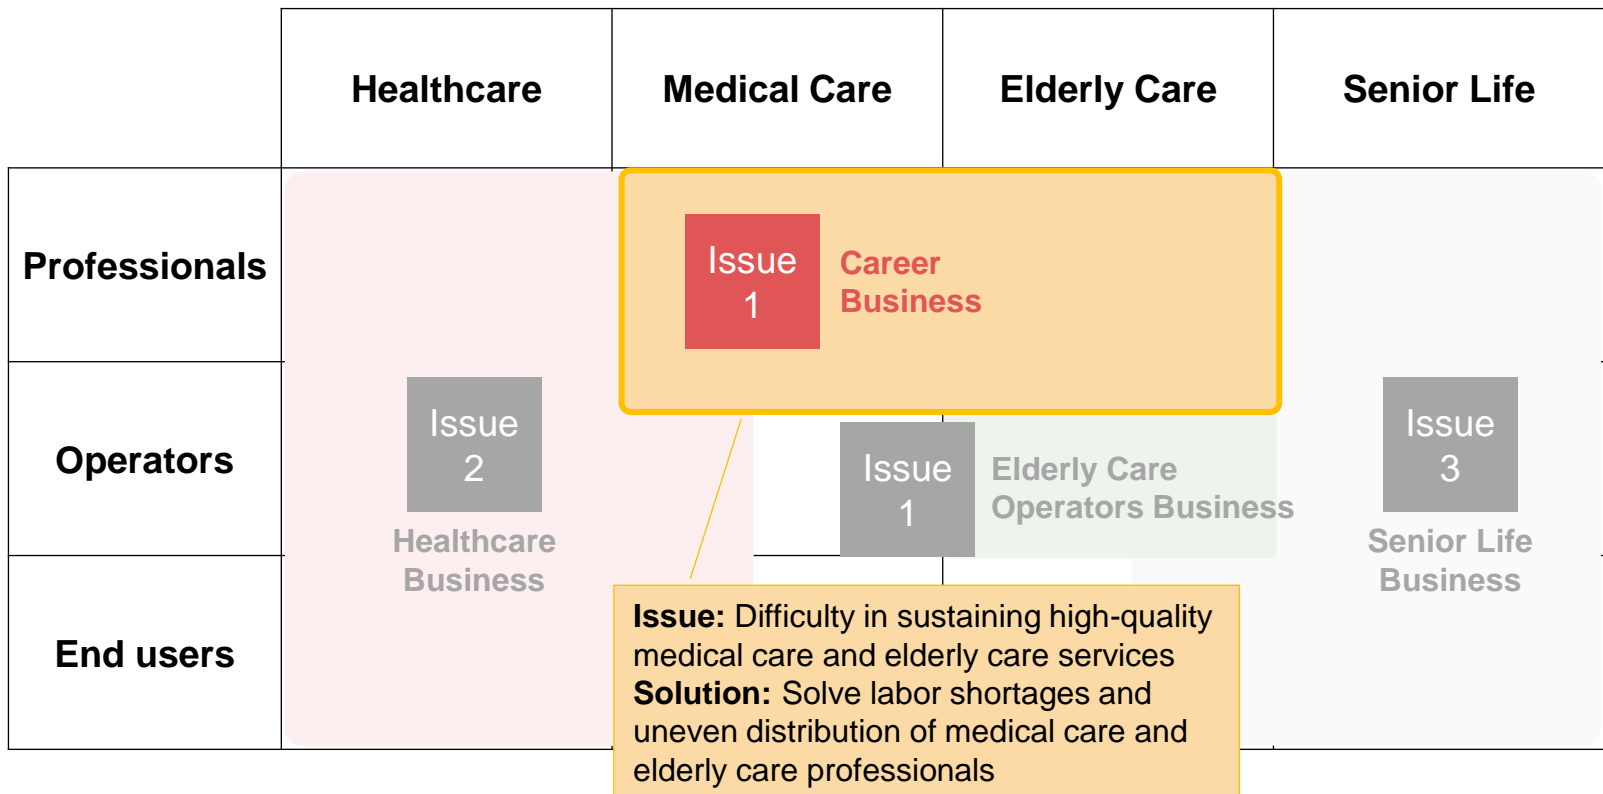 Healthcare
Medical Care
Elderly Care
Senior Life
Professionals
Issue
1
Career
Business
Operators
Issue
2
Healthcare
Business
Issue
1
Elderly Care
Operators Business
Issue
3
Senior Life
Business
End users
Issue: Difficulty in sustaining high-quality
medical care and elderly care services
Solution: Solve labor shortages and
uneven distribution of medical care and
elderly care professionals